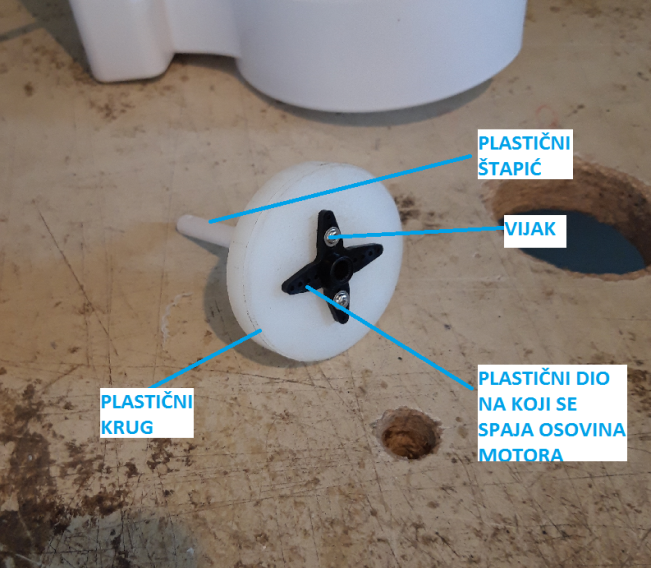 PLASTIČNI
ŠTAPIĆ
VIJAK
PLASTIČNI DIO
NA KOJI SE
SPAJA OSOVINA
MOTORA
PLASTIČNI
KRUG